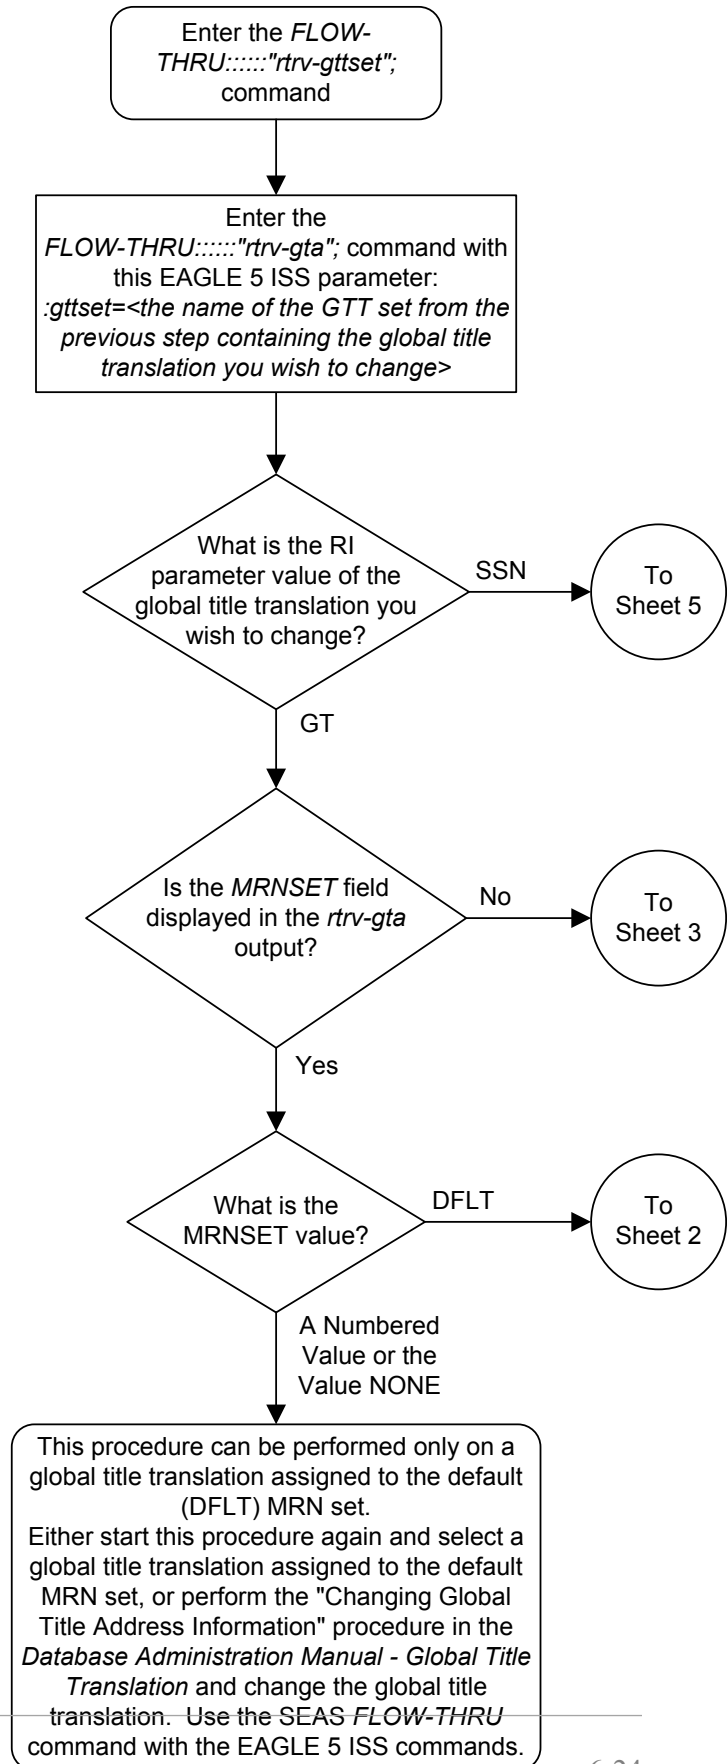 Enter the FLOW-
THRU::::::"rtrv-gttset";
command
Enter the
FLOW-THRU::::::"rtrv-gta"; command with
this EAGLE 5 ISS parameter:
:gttset=<the name of the GTT set from the
previous step containing the global title
translation you wish to change>
What is the RI
parameter value of the
global title translation you
wish to change?
SSN
To
Sheet 5
GT
Is the MRNSET field
displayed in the rtrv-gta
output?
No
To
Sheet 3
Yes
What is the
MRNSET value?
DFLT
To
Sheet 2
A Numbered
Value or the
Value NONE
This procedure can be performed only on a
global title translation assigned to the default
(DFLT) MRN set.
Either start this procedure again and select a
global title translation assigned to the default
MRN set, or perform the "Changing Global
Title Address Information" procedure in the
Database Administration Manual - Global Title
Translation and change the global title
translation.  Use the SEAS FLOW-THRU
command with the EAGLE 5 ISS commands.